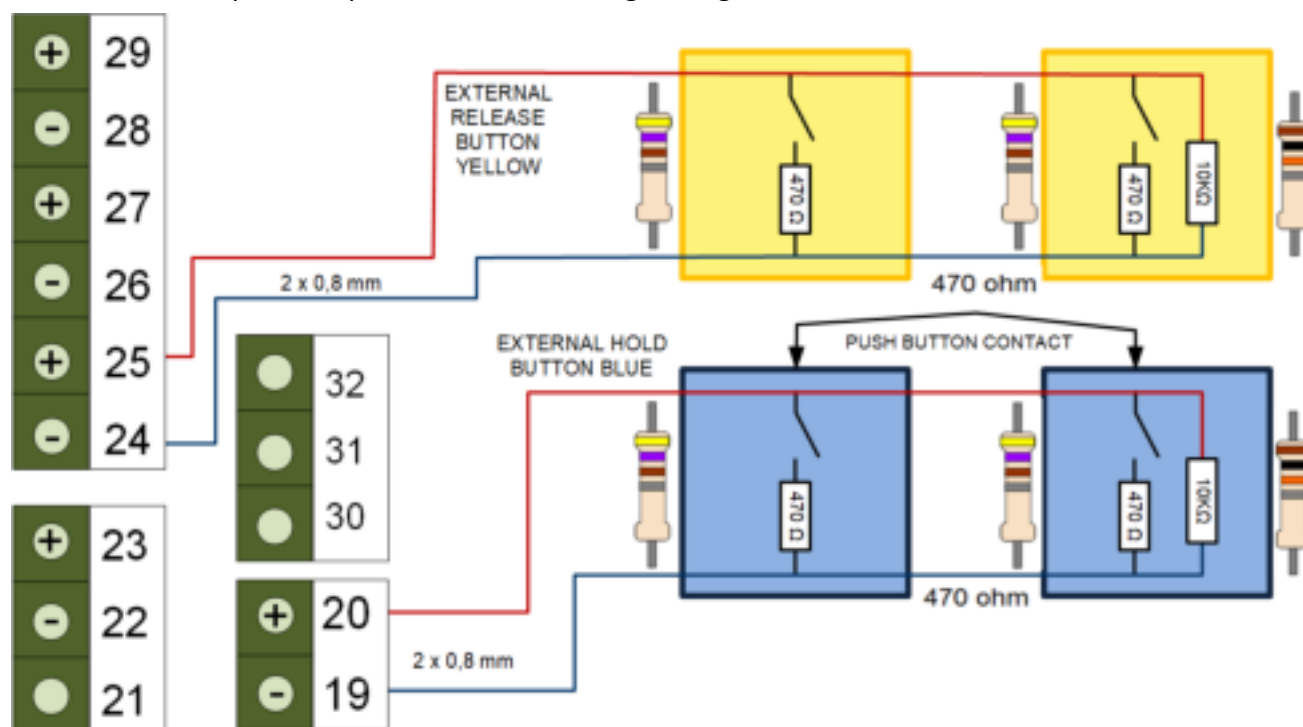 + 29
- 28
+ 27
- 26
+ 25
- 24
+ 23
- 22
21
32
31
30
+ 20
- 19
EXTERNAL
RELEASE
BUTTON
YELLOW
2 x 0,8 mm
470 Ω
470 Ω
10KΩ
470 ohm
EXTERNAL HOLD
BUTTON BLUE
PUSH BUTTON CONTACT
470 Ω
470 Ω
10KΩ
470 ohm
2 x 0,8 mm